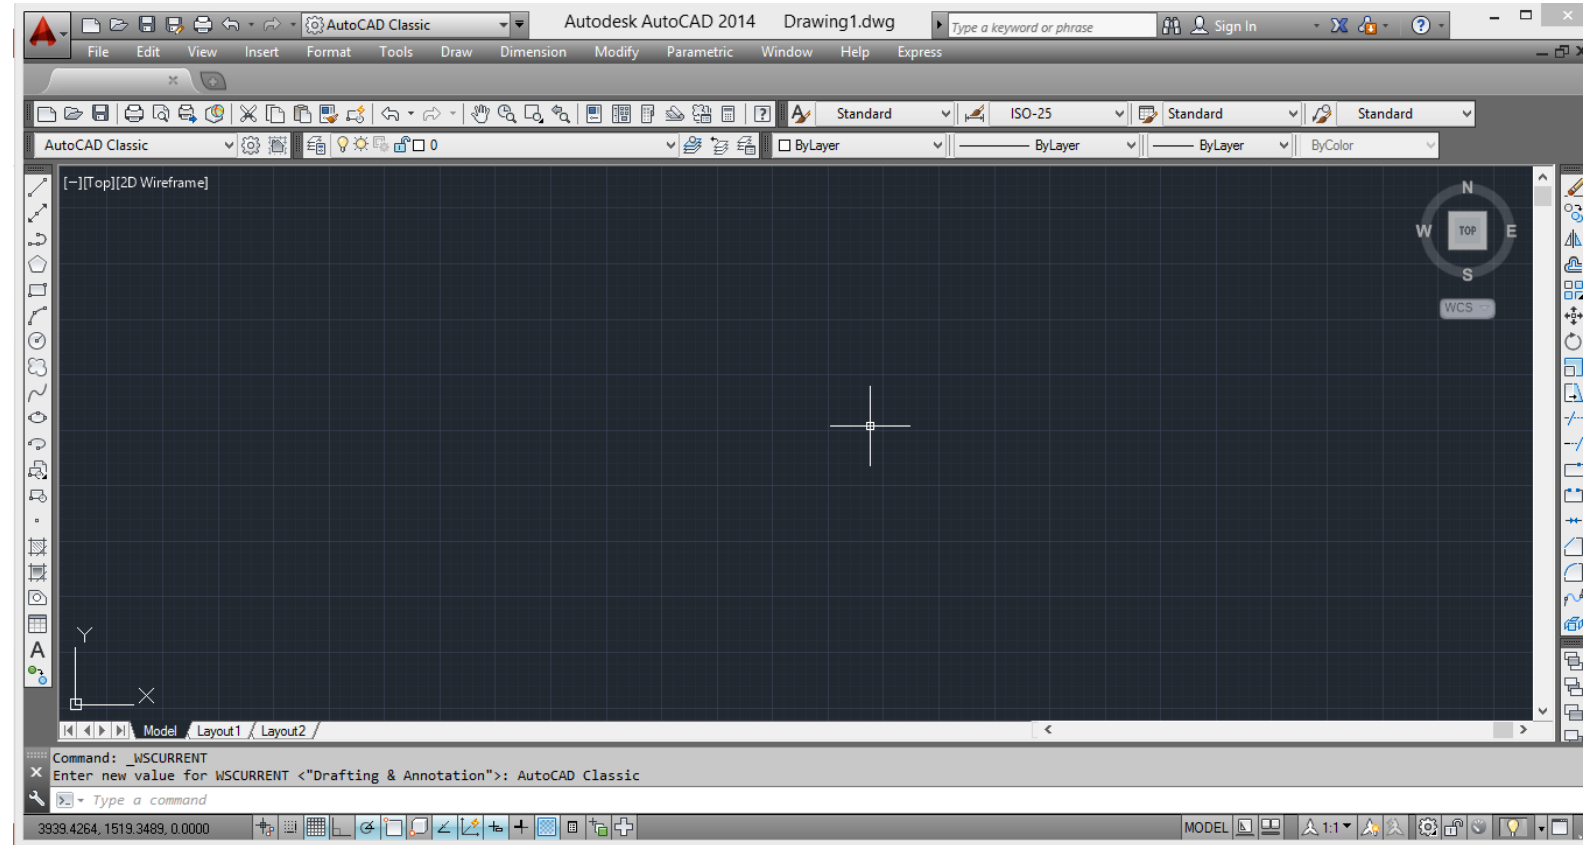 AutoCAD Classic Autodesk AutoCAD 2014 Drawing1.dwg Type a keyword or phrase Sign In
File Edit View Insert Format Tools Draw Dimension Modify Parametric Window Help Express
Standard ISO-25 Standard Standard
AutoCAD Classic 0 ByLayer ByLayer ByLayer ByColor
[−][Top][2D Wireframe]
N
W TOP E
S
WCS
A
Y
X
Model Layout1 Layout2
Command: _WSCURRENT
Enter new value for WSCURRENT <"Drafting & Annotation">: AutoCAD Classic
Type a command
3939.4264, 1519.3489, 0.0000 MODEL 1:1